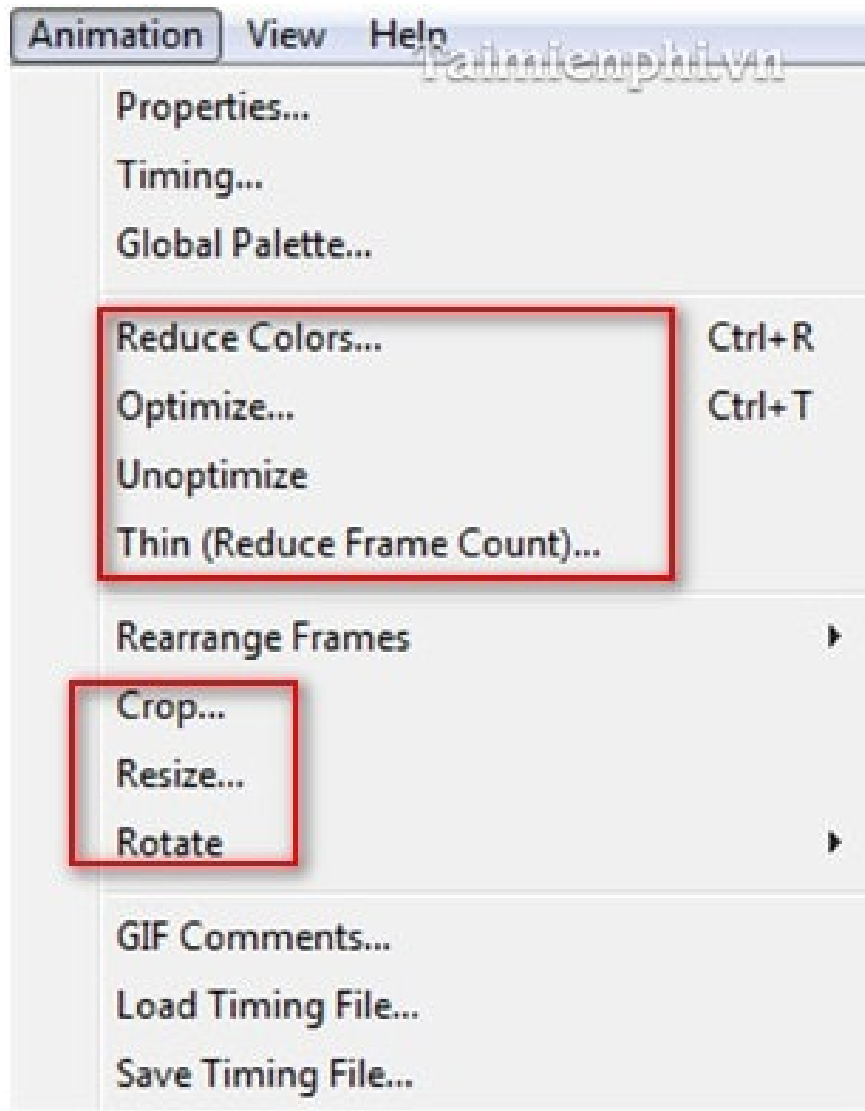 Animation View Help
Taimienphi.vn
Properties...
Timing...
Global Palette...
Reduce Colors... Ctrl+R
Optimize... Ctrl+T
Unoptimize
Thin (Reduce Frame Count)...
Rearrange Frames
Crop...
Resize...
Rotate
GIF Comments...
Load Timing File...
Save Timing File...